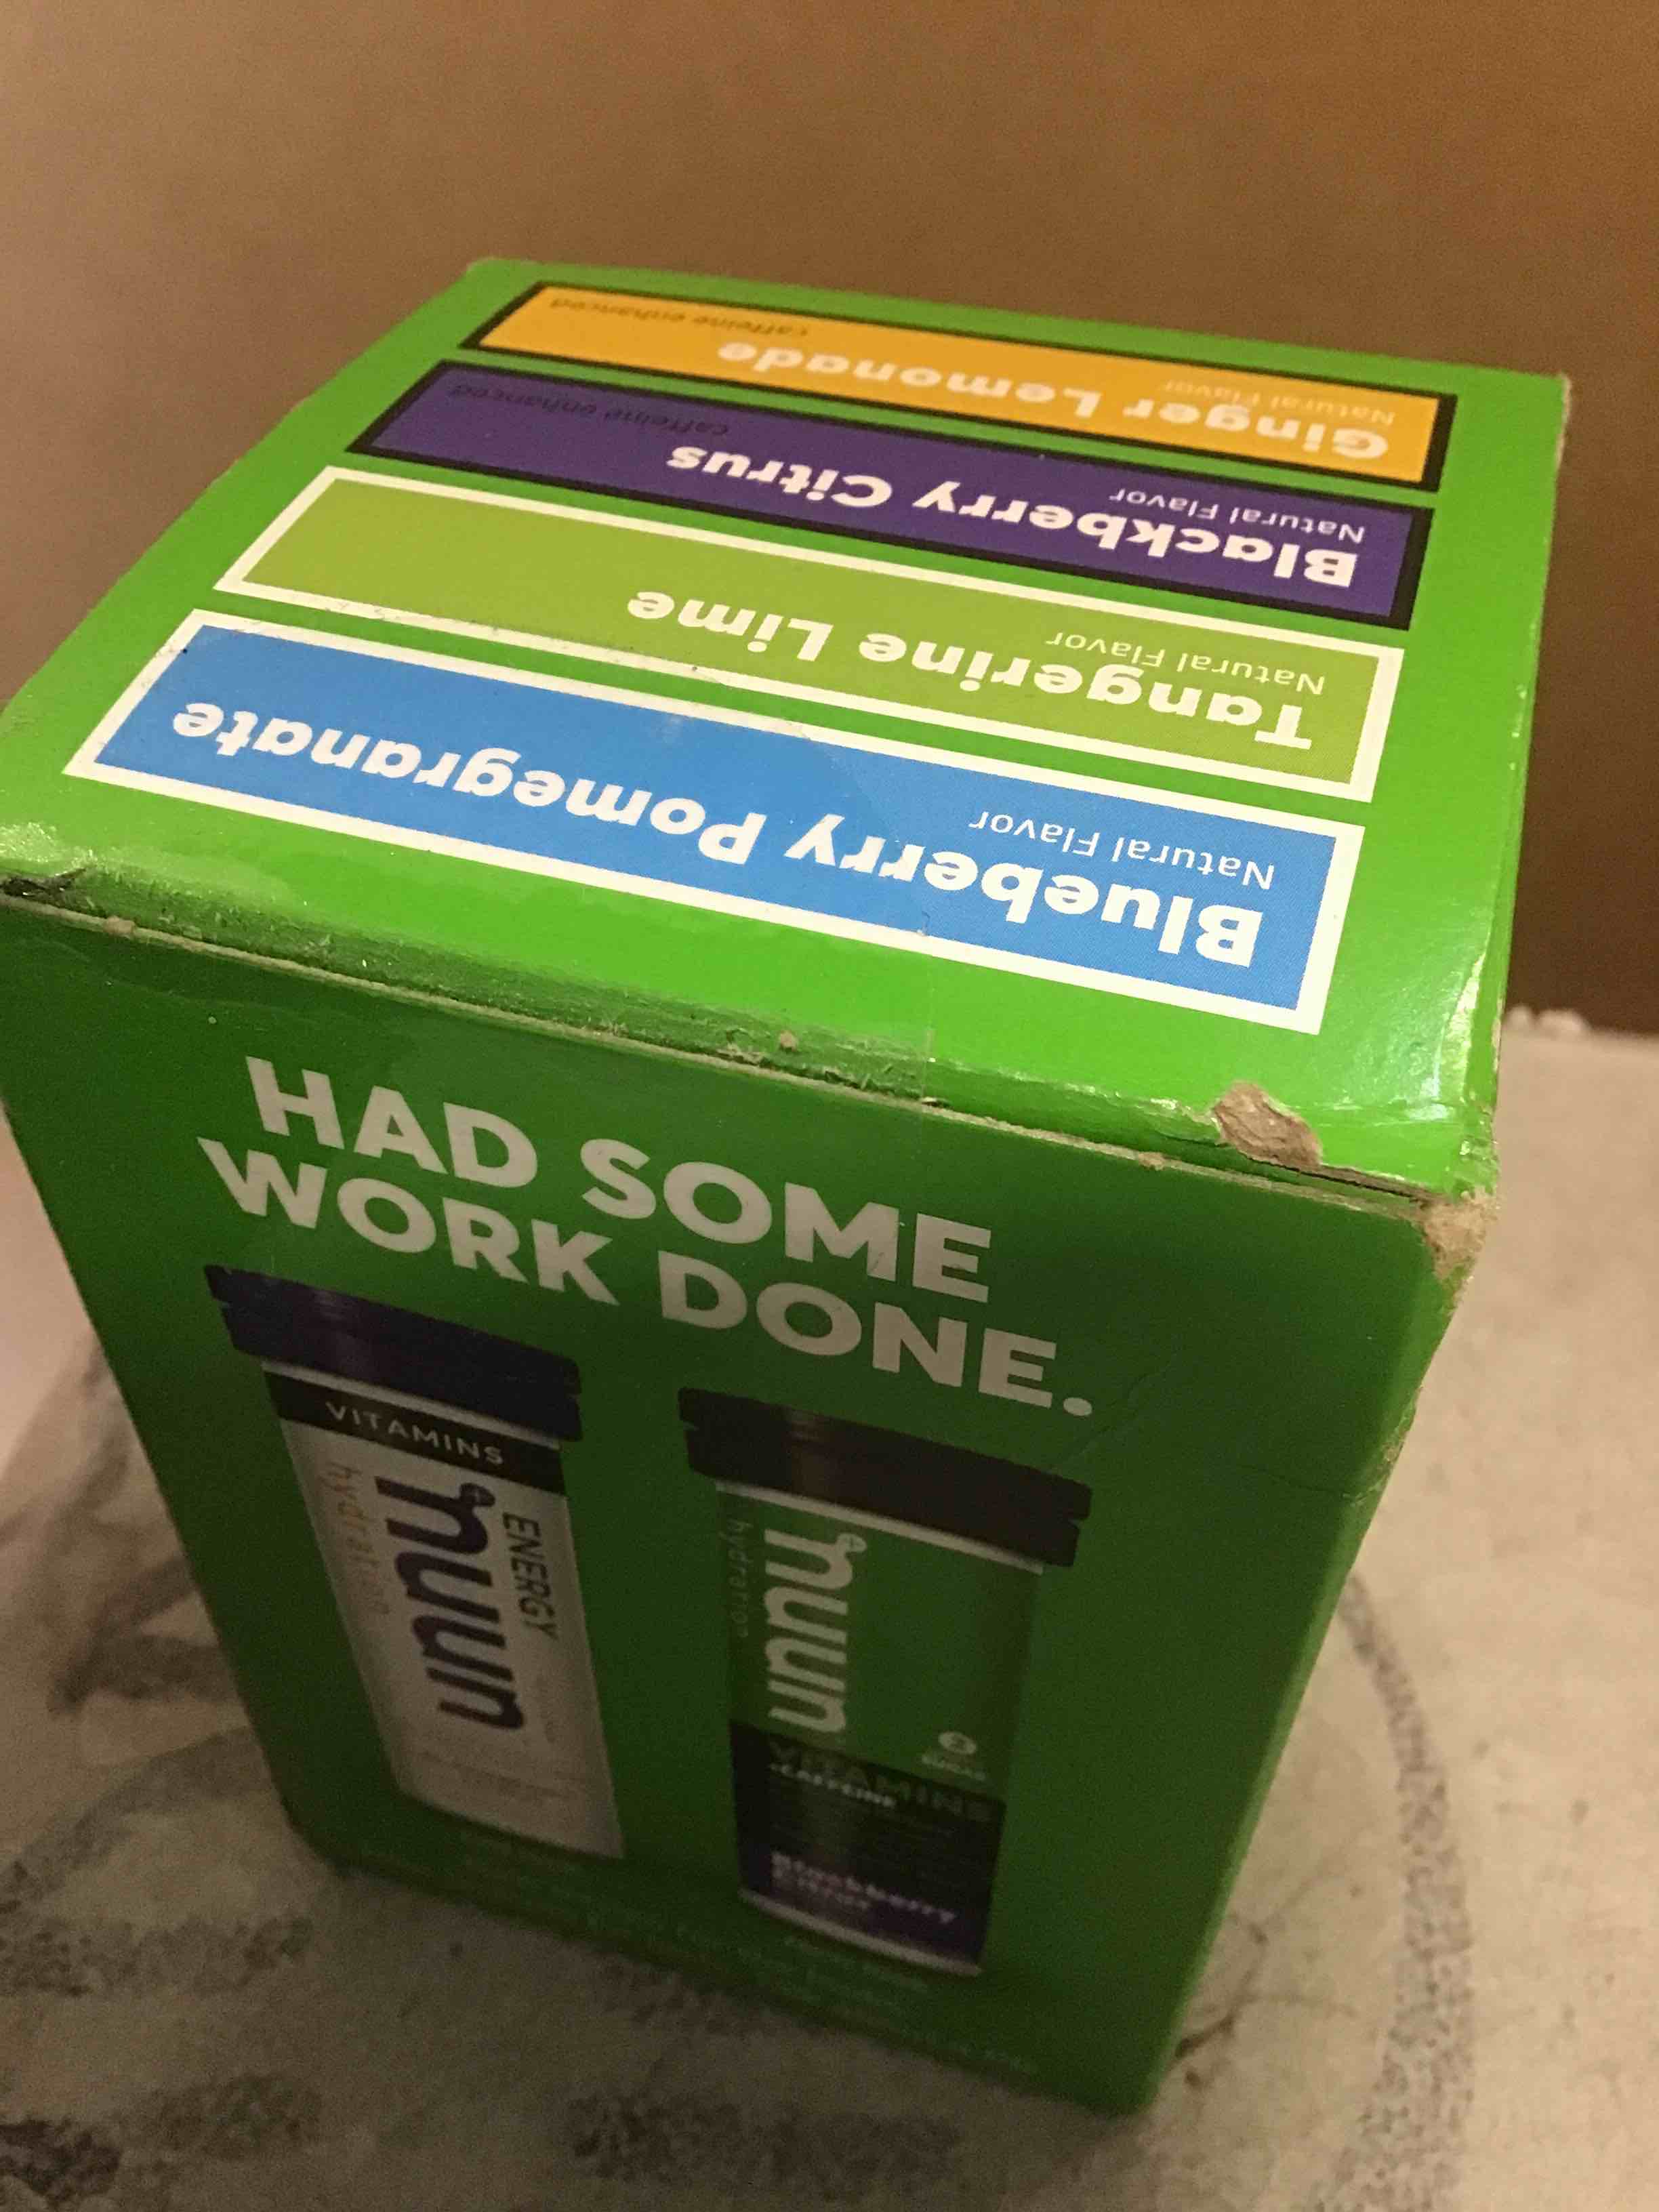 Ginger Lemonade
Natural Flavor
caffeine enhanced
Blackberry Citrus
Natural Flavor
caffeine enhanced
Tangerine Lime
Natural Flavor
Blueberry Pomegranate
Natural Flavor
HAD SOME
WORK DONE.
VITAMINS
ENERGY
nuun
hydration
nuun
hydration
VITAMINS
+CAFFEINE
Blackberry
Citrus